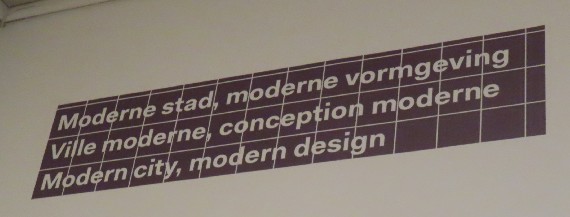 Moderne stad, moderne vormgeving
Ville moderne, conception moderne
Modern city, modern design